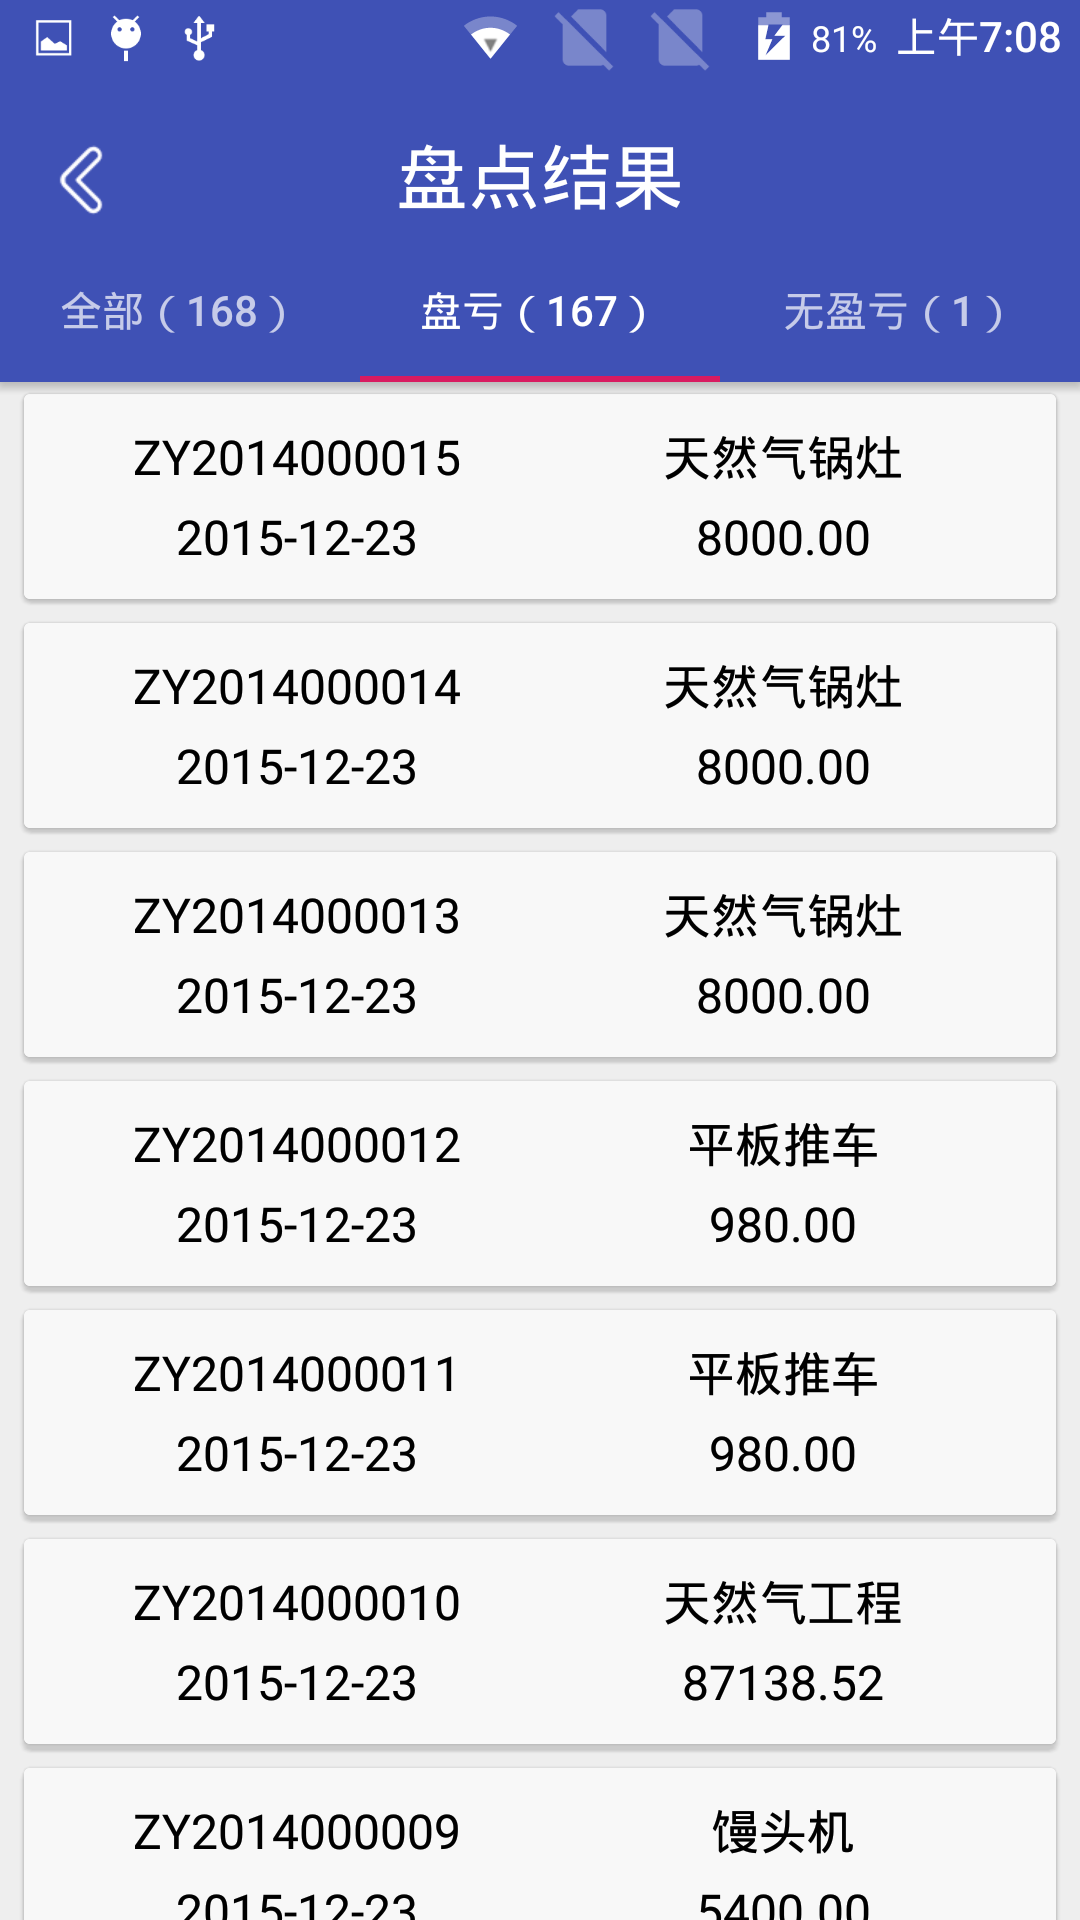 81% 上午7:08
盘点结果
全部（168） 盘亏（167） 无盈亏（1）
ZY2014000015 天然气锅灶
2015-12-23 8000.00
ZY2014000014 天然气锅灶
2015-12-23 8000.00
ZY2014000013 天然气锅灶
2015-12-23 8000.00
ZY2014000012 平板推车
2015-12-23 980.00
ZY2014000011 平板推车
2015-12-23 980.00
ZY2014000010 天然气工程
2015-12-23 87138.52
ZY2014000009 馒头机
2015-12-23 5400.00